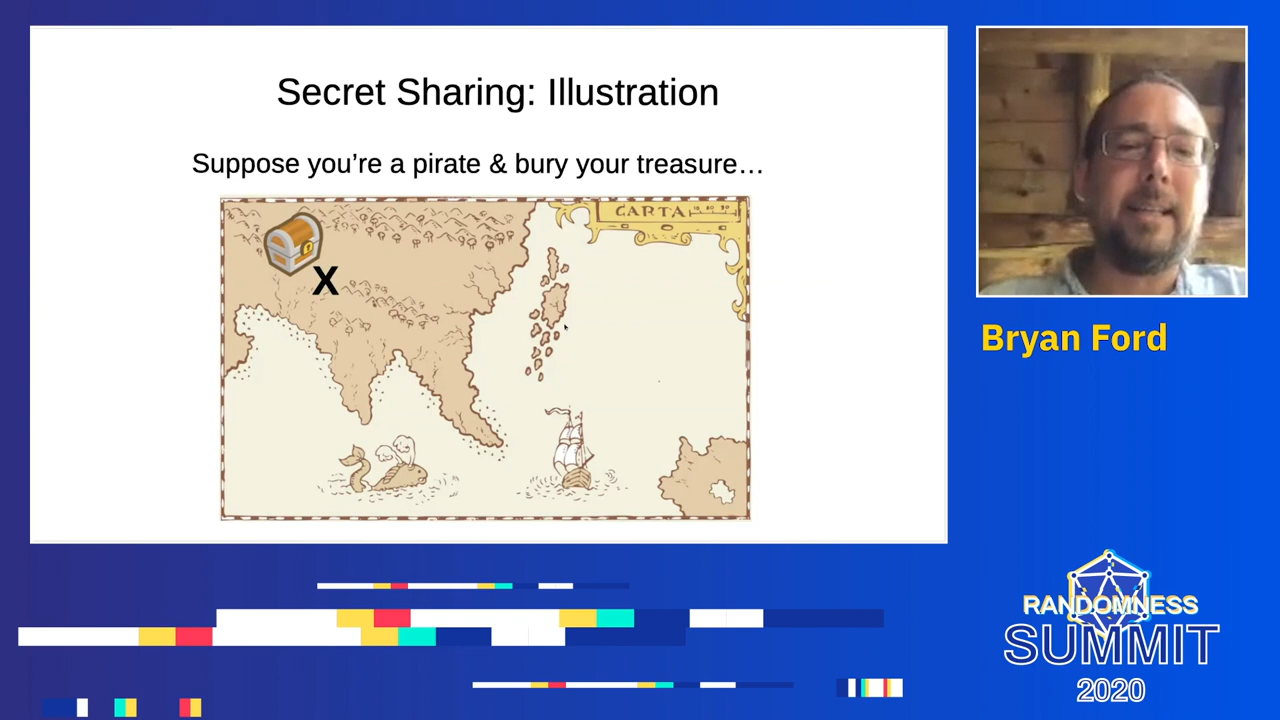 Secret Sharing: Illustration
Suppose you're a pirate & bury your treasure…
CARTA
X
Bryan Ford
RANDOMNESS
SUMMIT
2020